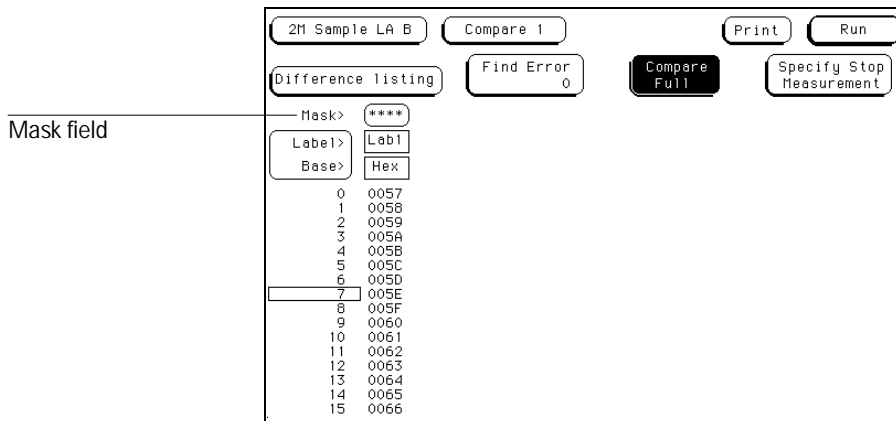 2M Sample LA B Compare 1 Print Run
Difference listing Find Error 0 Compare Full Specify Stop Measurement
Mask field
Mask> ****
Label> Lab1
Base> Hex
0 0057
1 0058
2 0059
3 005A
4 005B
5 005C
6 005D
7 005E
8 005F
9 0060
10 0061
11 0062
12 0063
13 0064
14 0065
15 0066